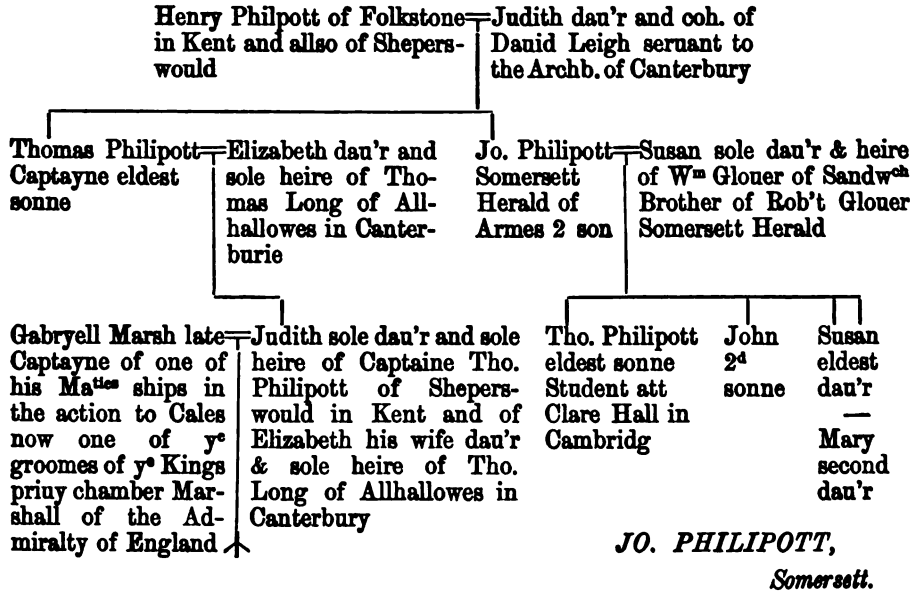 Henry Philpott of Folkstone
in Kent and allso of Shepers-
would
Judith dau'r and coh. of
Dauid Leigh seruant to
the Archb. of Canterbury
Thomas Philipott
Captayne eldest
sonne
Elizabeth dau'r and
sole heire of Tho-
mas Long of All-
hallowes in Canter-
burie
Jo. Philipott
Somersett
Herald of
Armes 2 son
Susan sole dau'r & heire
of Wm Glouer of Sandwch
Brother of Rob't Glouer
Somersett Herald
Gabryell Marsh late
Captayne of one of
his Maties ships in
the action to Cales
now one of ye
groomes of ye Kings
priuy chamber Mar-
shall of the Ad-
miralty of England
Judith sole dau'r and sole
heire of Captaine Tho.
Philipott of Shepers-
would in Kent and of
Elizabeth his wife dau'r
& sole heire of Tho.
Long of Allhallowes in
Canterbury
Tho. Philipott
eldest sonne
Student att
Clare Hall in
Cambridg
John
2d
sonne
Susan
eldest
dau'r
—
Mary
second
dau'r
JO. PHILIPOTT,
Somersett.